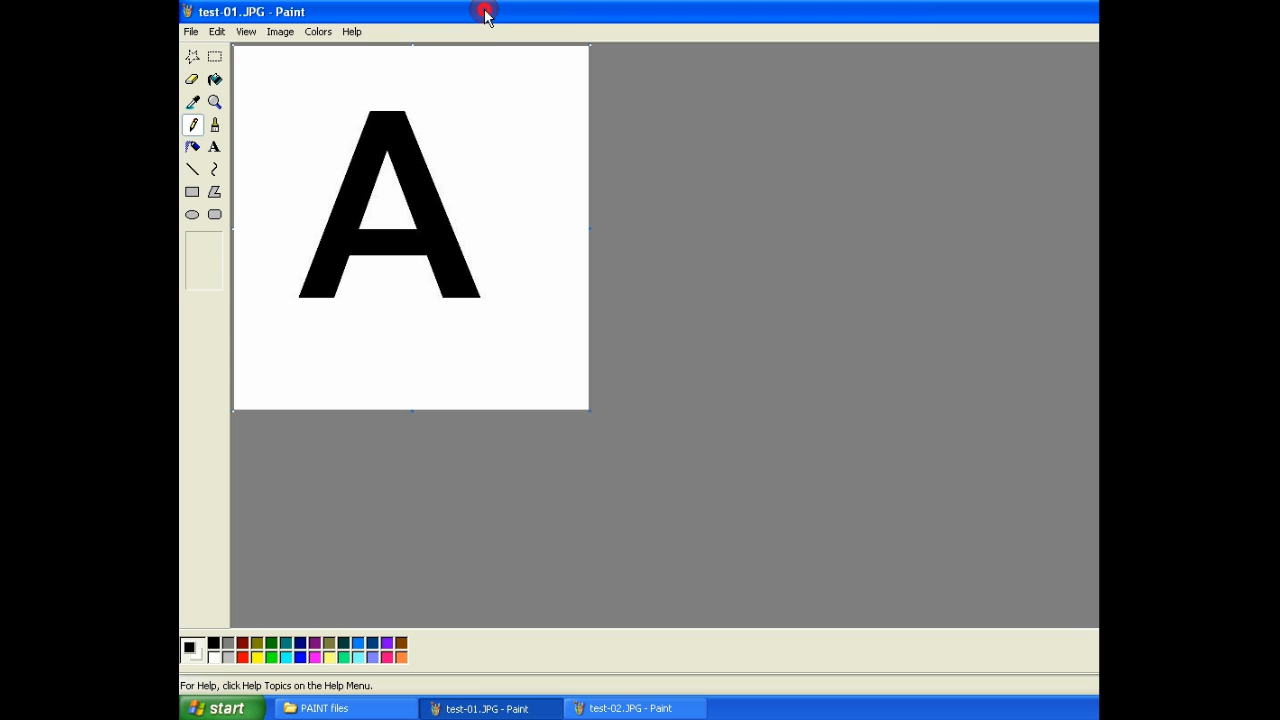 test-01.JPG - Paint
File Edit View Image Colors Help
A
A
For Help, click Help Topics on the Help Menu.
start PAINT files test-01.JPG - Paint test-02.JPG - Paint